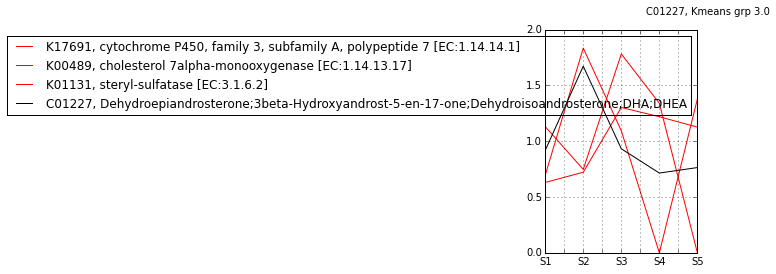 C01227, Kmeans grp 3.0
K17691, cytochrome P450, family 3, subfamily A, polypeptide 7 [EC:1.14.14.1]
K00489, cholesterol 7alpha-monooxygenase [EC:1.14.13.17]
K01131, steryl-sulfatase [EC:3.1.6.2]
C01227, Dehydroepiandrosterone;3beta-Hydroxyandrost-5-en-17-one;Dehydroisoandrosterone;DHA;DHEA
2.0
1.5
1.0
0.5
0.0
S1 S2 S3 S4 S5